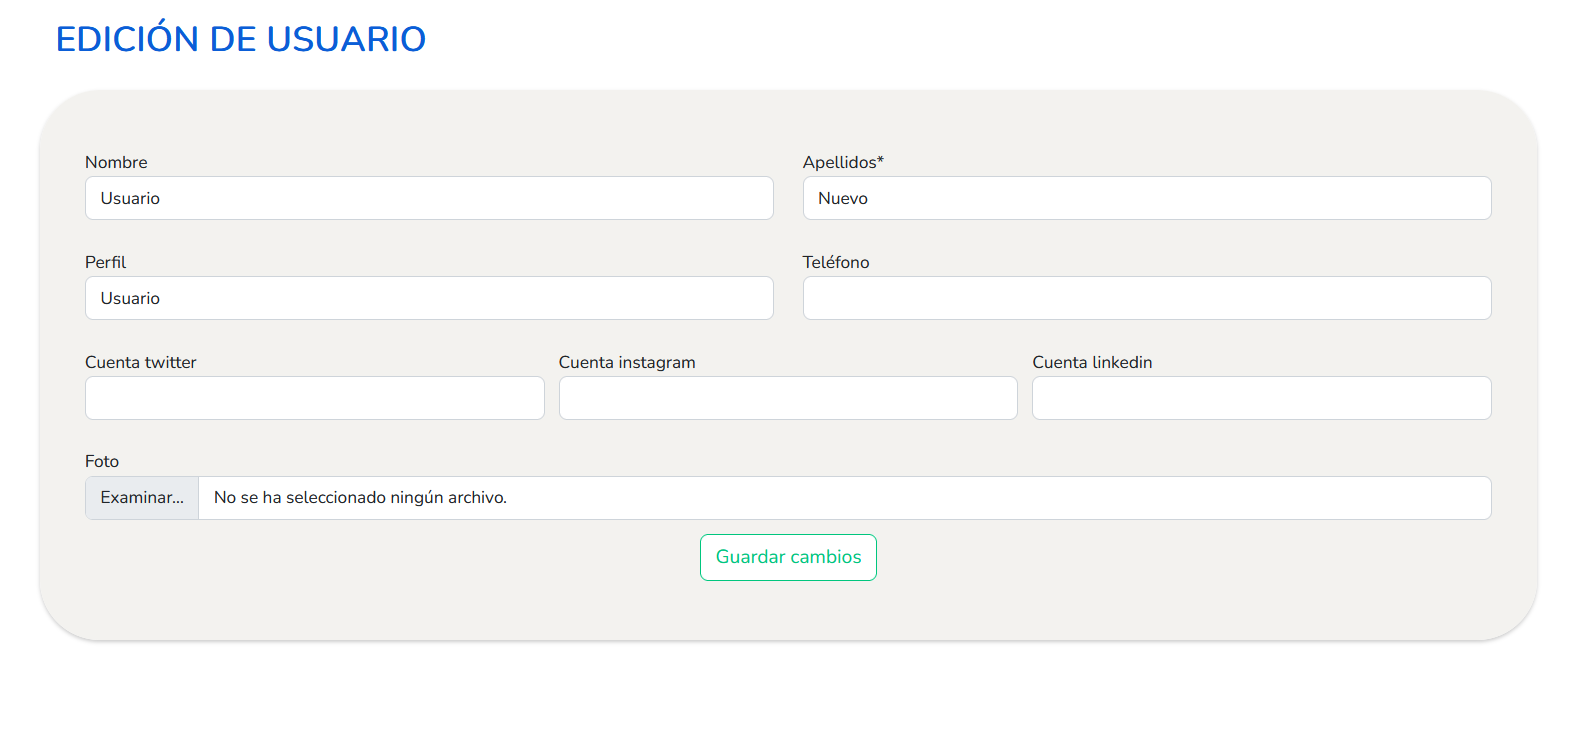 EDICIÓN DE USUARIO
Nombre
Apellidos*
Usuario
Nuevo
Perfil
Teléfono
Usuario
Cuenta twitter
Cuenta instagram
Cuenta linkedin
Foto
Examinar...
No se ha seleccionado ningún archivo.
Guardar cambios